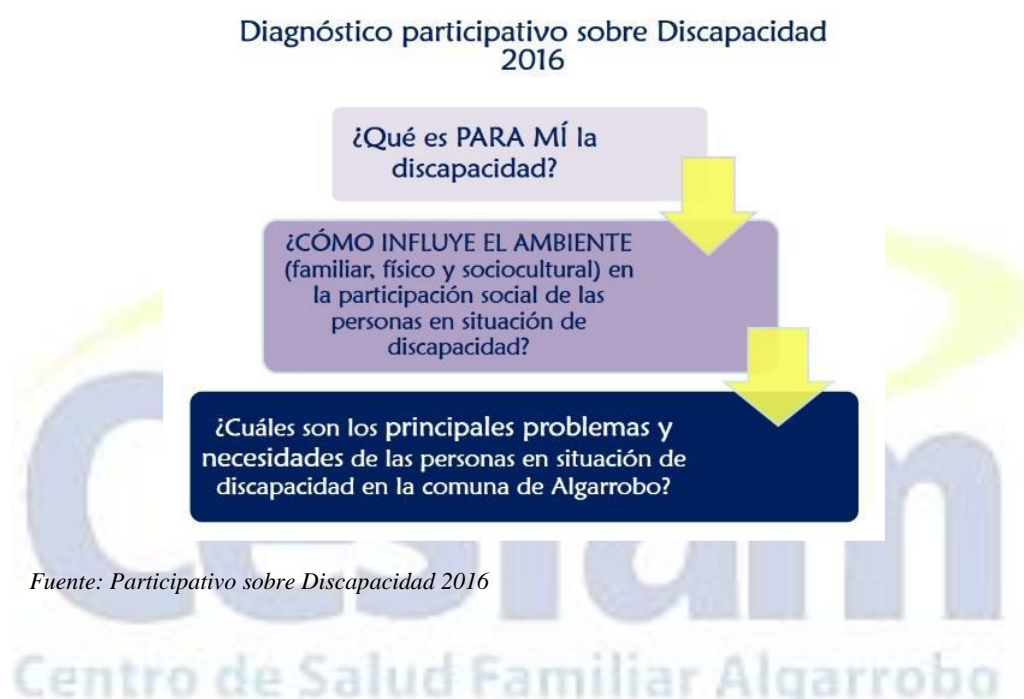 Diagnóstico participativo sobre Discapacidad
2016
¿Qué es PARA MÍ la
discapacidad?
¿CÓMO INFLUYE EL AMBIENTE
(familiar, físico y sociocultural) en
la participación social de las
personas en situación de
discapacidad?
¿Cuáles son los principales problemas y
necesidades de las personas en situación de
discapacidad en la comuna de Algarrobo?
Fuente: Participativo sobre Discapacidad 2016
Cesfam
Centro de Salud Familiar Algarrobo